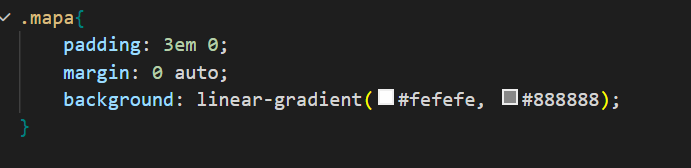 .mapa{
padding: 3em 0;
margin: 0 auto;
background: linear-gradient(#fefefe, #888888);
}